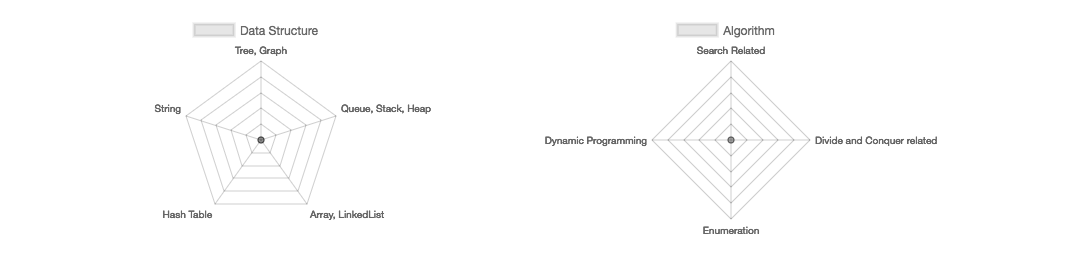 Data Structure
Tree, Graph
String
Queue, Stack, Heap
Hash Table
Array, LinkedList
Algorithm
Search Related
Dynamic Programming
Divide and Conquer related
Enumeration